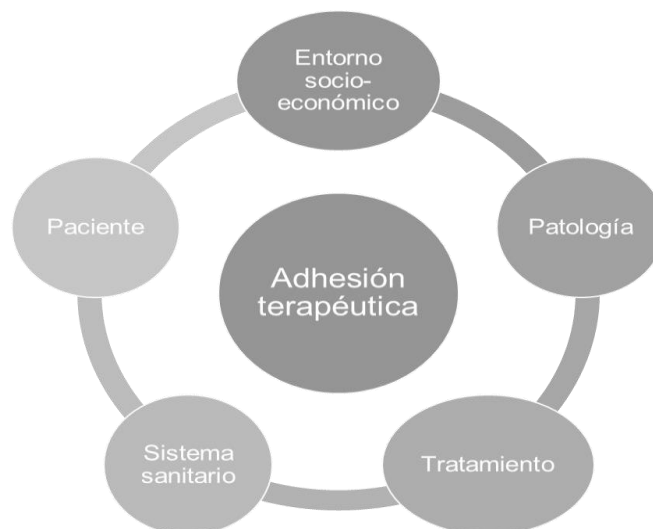 Entorno
socio-
económico
Paciente
Patología
Adhesión
terapéutica
Sistema
sanitario
Tratamiento